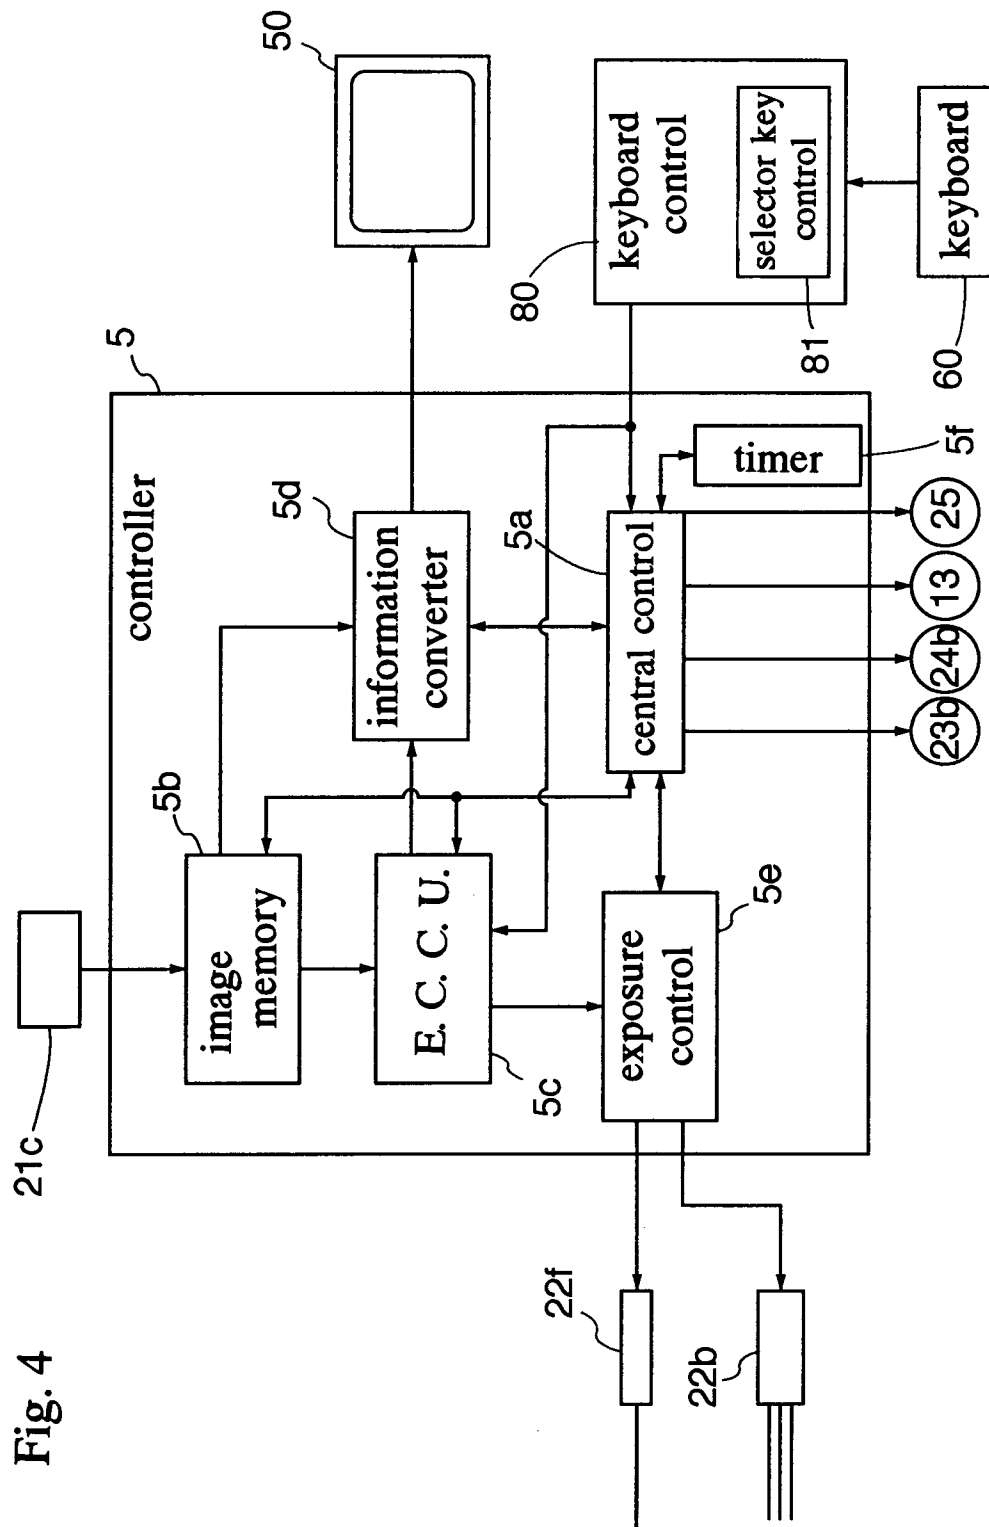 Fig. 4
21c
5
controller
50
5b
image
memory
5d
information
converter
E. C. C. U.
5c
5a
central control
80
keyboard
control
selector key
control
81
keyboard
60
timer
5f
exposure
control
5e
22f
22b
23b
24b
13
25